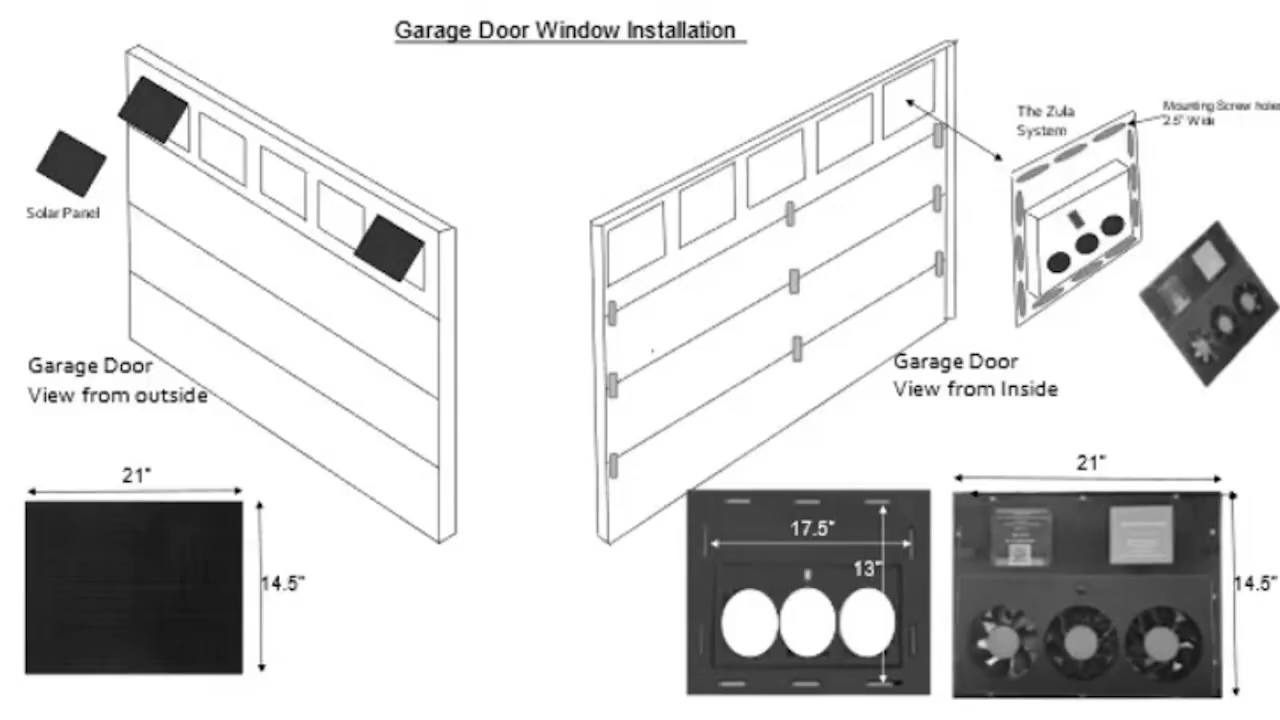 Garage Door Window Installation
The Zula
System
Mounting Screw holes
2.5" Wide
Solar Panel
Garage Door
View from outside
Garage Door
View from Inside
21"
14.5"
17.5"
13"
21"
14.5"